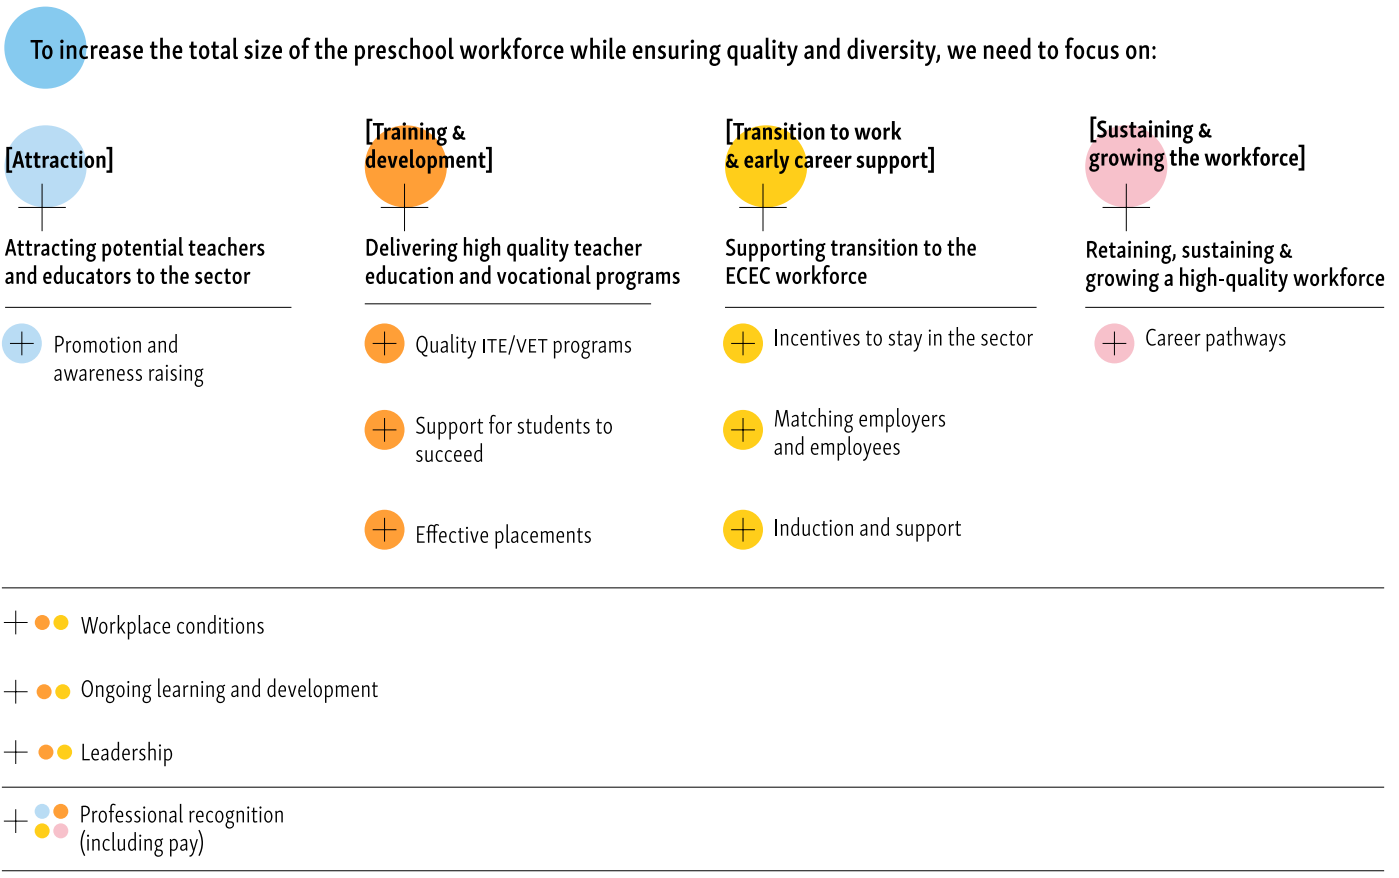 To increase the total size of the preschool workforce while ensuring quality and diversity, we need to focus on:
[Attraction]
Attracting potential teachers
and educators to the sector
Promotion and
awareness raising
[Training &
development]
Delivering high quality teacher
education and vocational programs
Quality ITE/VET programs
Support for students to
succeed
Effective placements
[Transition to work
& early career support]
Supporting transition to the
ECEC workforce
Incentives to stay in the sector
Matching employers
and employees
Induction and support
[Sustaining &
growing the workforce]
Retaining, sustaining &
growing a high-quality workforce
Career pathways
Workplace conditions
Ongoing learning and development
Leadership
Professional recognition
(including pay)